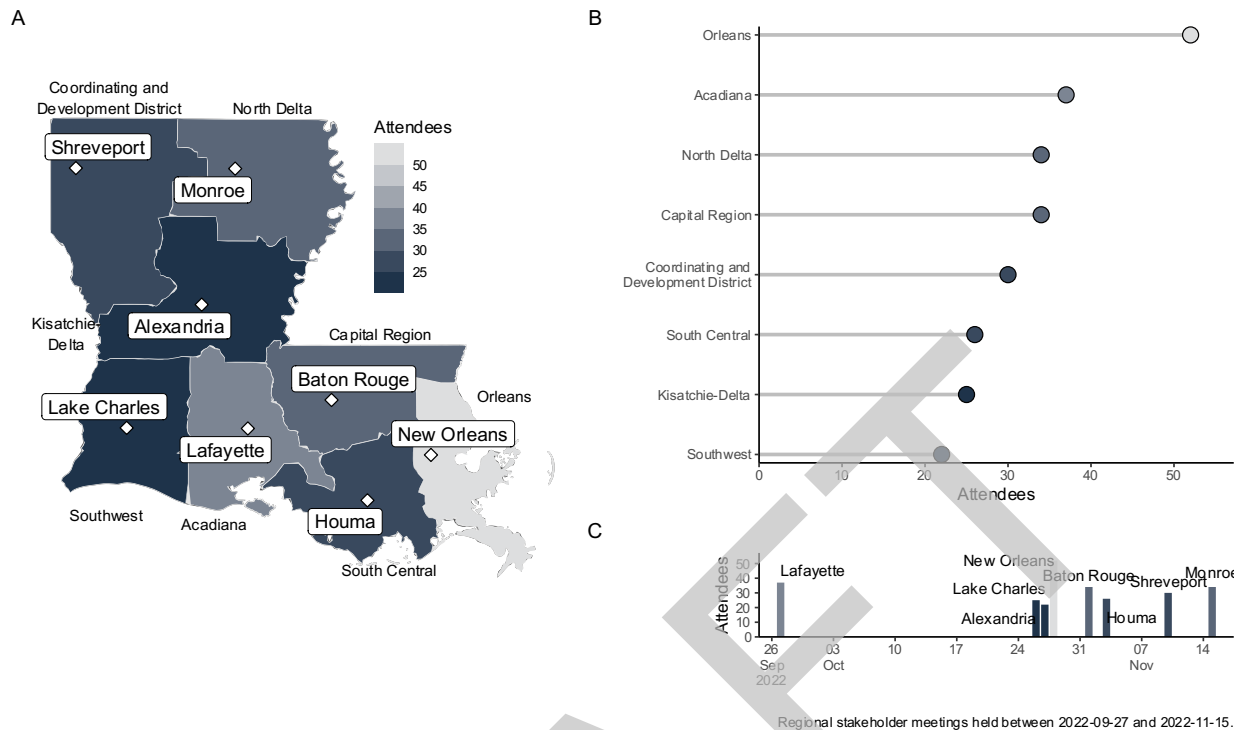 A
Coordinating and
Development District
North Delta
Shreveport
Monroe
Attendees
50
45
40
35
30
25
Kisatchie-
Delta
Alexandria
Capital Region
Baton Rouge
Orleans
Lake Charles
Lafayette
New Orleans
Houma
Southwest
Acadiana
South Central
B
Orleans
Acadiana
North Delta
Capital Region
Coordinating and
Development District
South Central
Kisatchie-Delta
Southwest
0 10 20 30 40 50
Attendees
C
Attendees
50
40
30
20
10
0
Lafayette
New Orleans
Lake Charles
Alexandria
Baton Rouge
Houma
Shreveport
Monroe
26 03 10 17 24 31 07 14
Sep Oct Nov
2022
Regional stakeholder meetings held between 2022-09-27 and 2022-11-15.